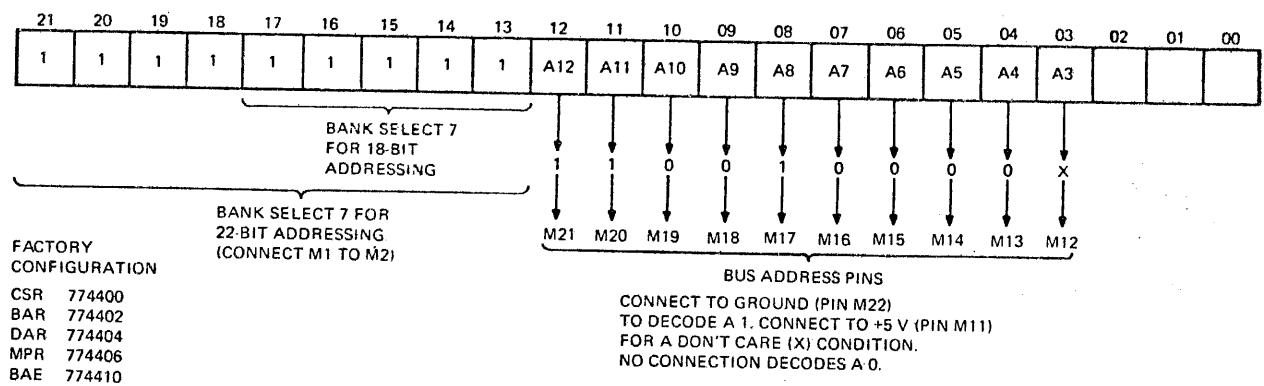 21 20 19 18 17 16 15 14 13 12 11 10 09 08 07 06 05 04 03 02 01 00
1 1 1 1 1 1 1 1 1 A12 A11 A10 A9 A8 A7 A6 A5 A4 A3
BANK SELECT 7
FOR 18-BIT
ADDRESSING
1 1 0 0 1 0 0 0 0 X
BANK SELECT 7 FOR
22-BIT ADDRESSING
(CONNECT M1 TO M2)
M21 M20 M19 M18 M17 M16 M15 M14 M13 M12
BUS ADDRESS PINS
CONNECT TO GROUND (PIN M22)
TO DECODE A 1. CONNECT TO +5 V (PIN M11)
FOR A DON'T CARE (X) CONDITION.
NO CONNECTION DECODES A 0.
FACTORY
CONFIGURATION
CSR 774400
BAR 774402
DAR 774404
MPR 774406
BAE 774410